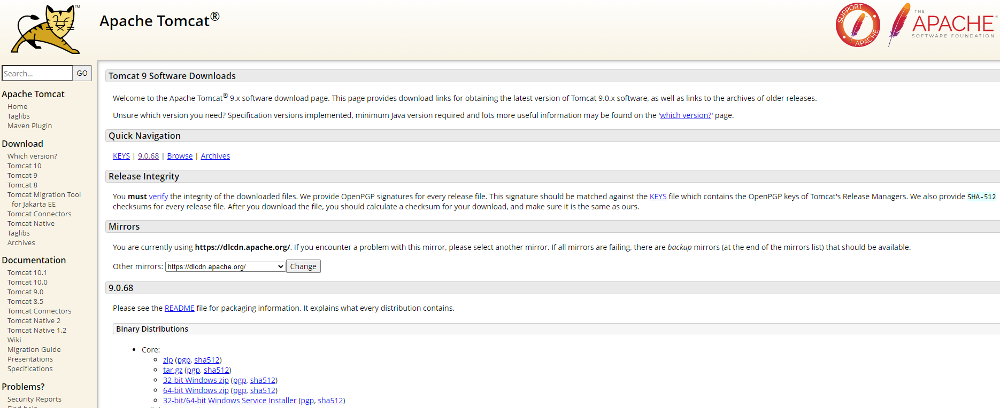 TM
Apache Tomcat®
SUPPORT
APACHE
THE
APACHE®
SOFTWARE FOUNDATION
Search...
GO
Apache Tomcat
Home
Taglibs
Maven Plugin
Download
Which version?
Tomcat 10
Tomcat 9
Tomcat 8
Tomcat Migration Tool
for Jakarta EE
Tomcat Connectors
Tomcat Native
Taglibs
Archives
Documentation
Tomcat 10.1
Tomcat 10.0
Tomcat 9.0
Tomcat 8.5
Tomcat Connectors
Tomcat Native 2
Tomcat Native 1.2
Wiki
Migration Guide
Presentations
Specifications
Problems?
Security Reports
Find help
Tomcat 9 Software Downloads
Welcome to the Apache Tomcat® 9.x software download page. This page provides download links for obtaining the latest version of Tomcat 9.0.x software, as well as links to the archives of older releases.
Unsure which version you need? Specification versions implemented, minimum Java version required and lots more useful information may be found on the 'which version?' page.
Quick Navigation
KEYS | 9.0.68 | Browse | Archives
Release Integrity
You must verify the integrity of the downloaded files. We provide OpenPGP signatures for every release file. This signature should be matched against the KEYS file which contains the OpenPGP keys of Tomcat's Release Managers. We also provide SHA-512
checksums for every release file. After you download the file, you should calculate a checksum for your download, and make sure it is the same as ours.
Mirrors
You are currently using https://dlcdn.apache.org/. If you encounter a problem with this mirror, please select another mirror. If all mirrors are failing, there are backup mirrors (at the end of the mirrors list) that should be available.
Other mirrors: https://dlcdn.apache.org/ Change
9.0.68
Please see the README file for packaging information. It explains what every distribution contains.
Binary Distributions
Core:
zip (pgp, sha512)
tar.gz (pgp, sha512)
32-bit Windows zip (pgp, sha512)
64-bit Windows zip (pgp, sha512)
32-bit/64-bit Windows Service Installer (pgp, sha512)